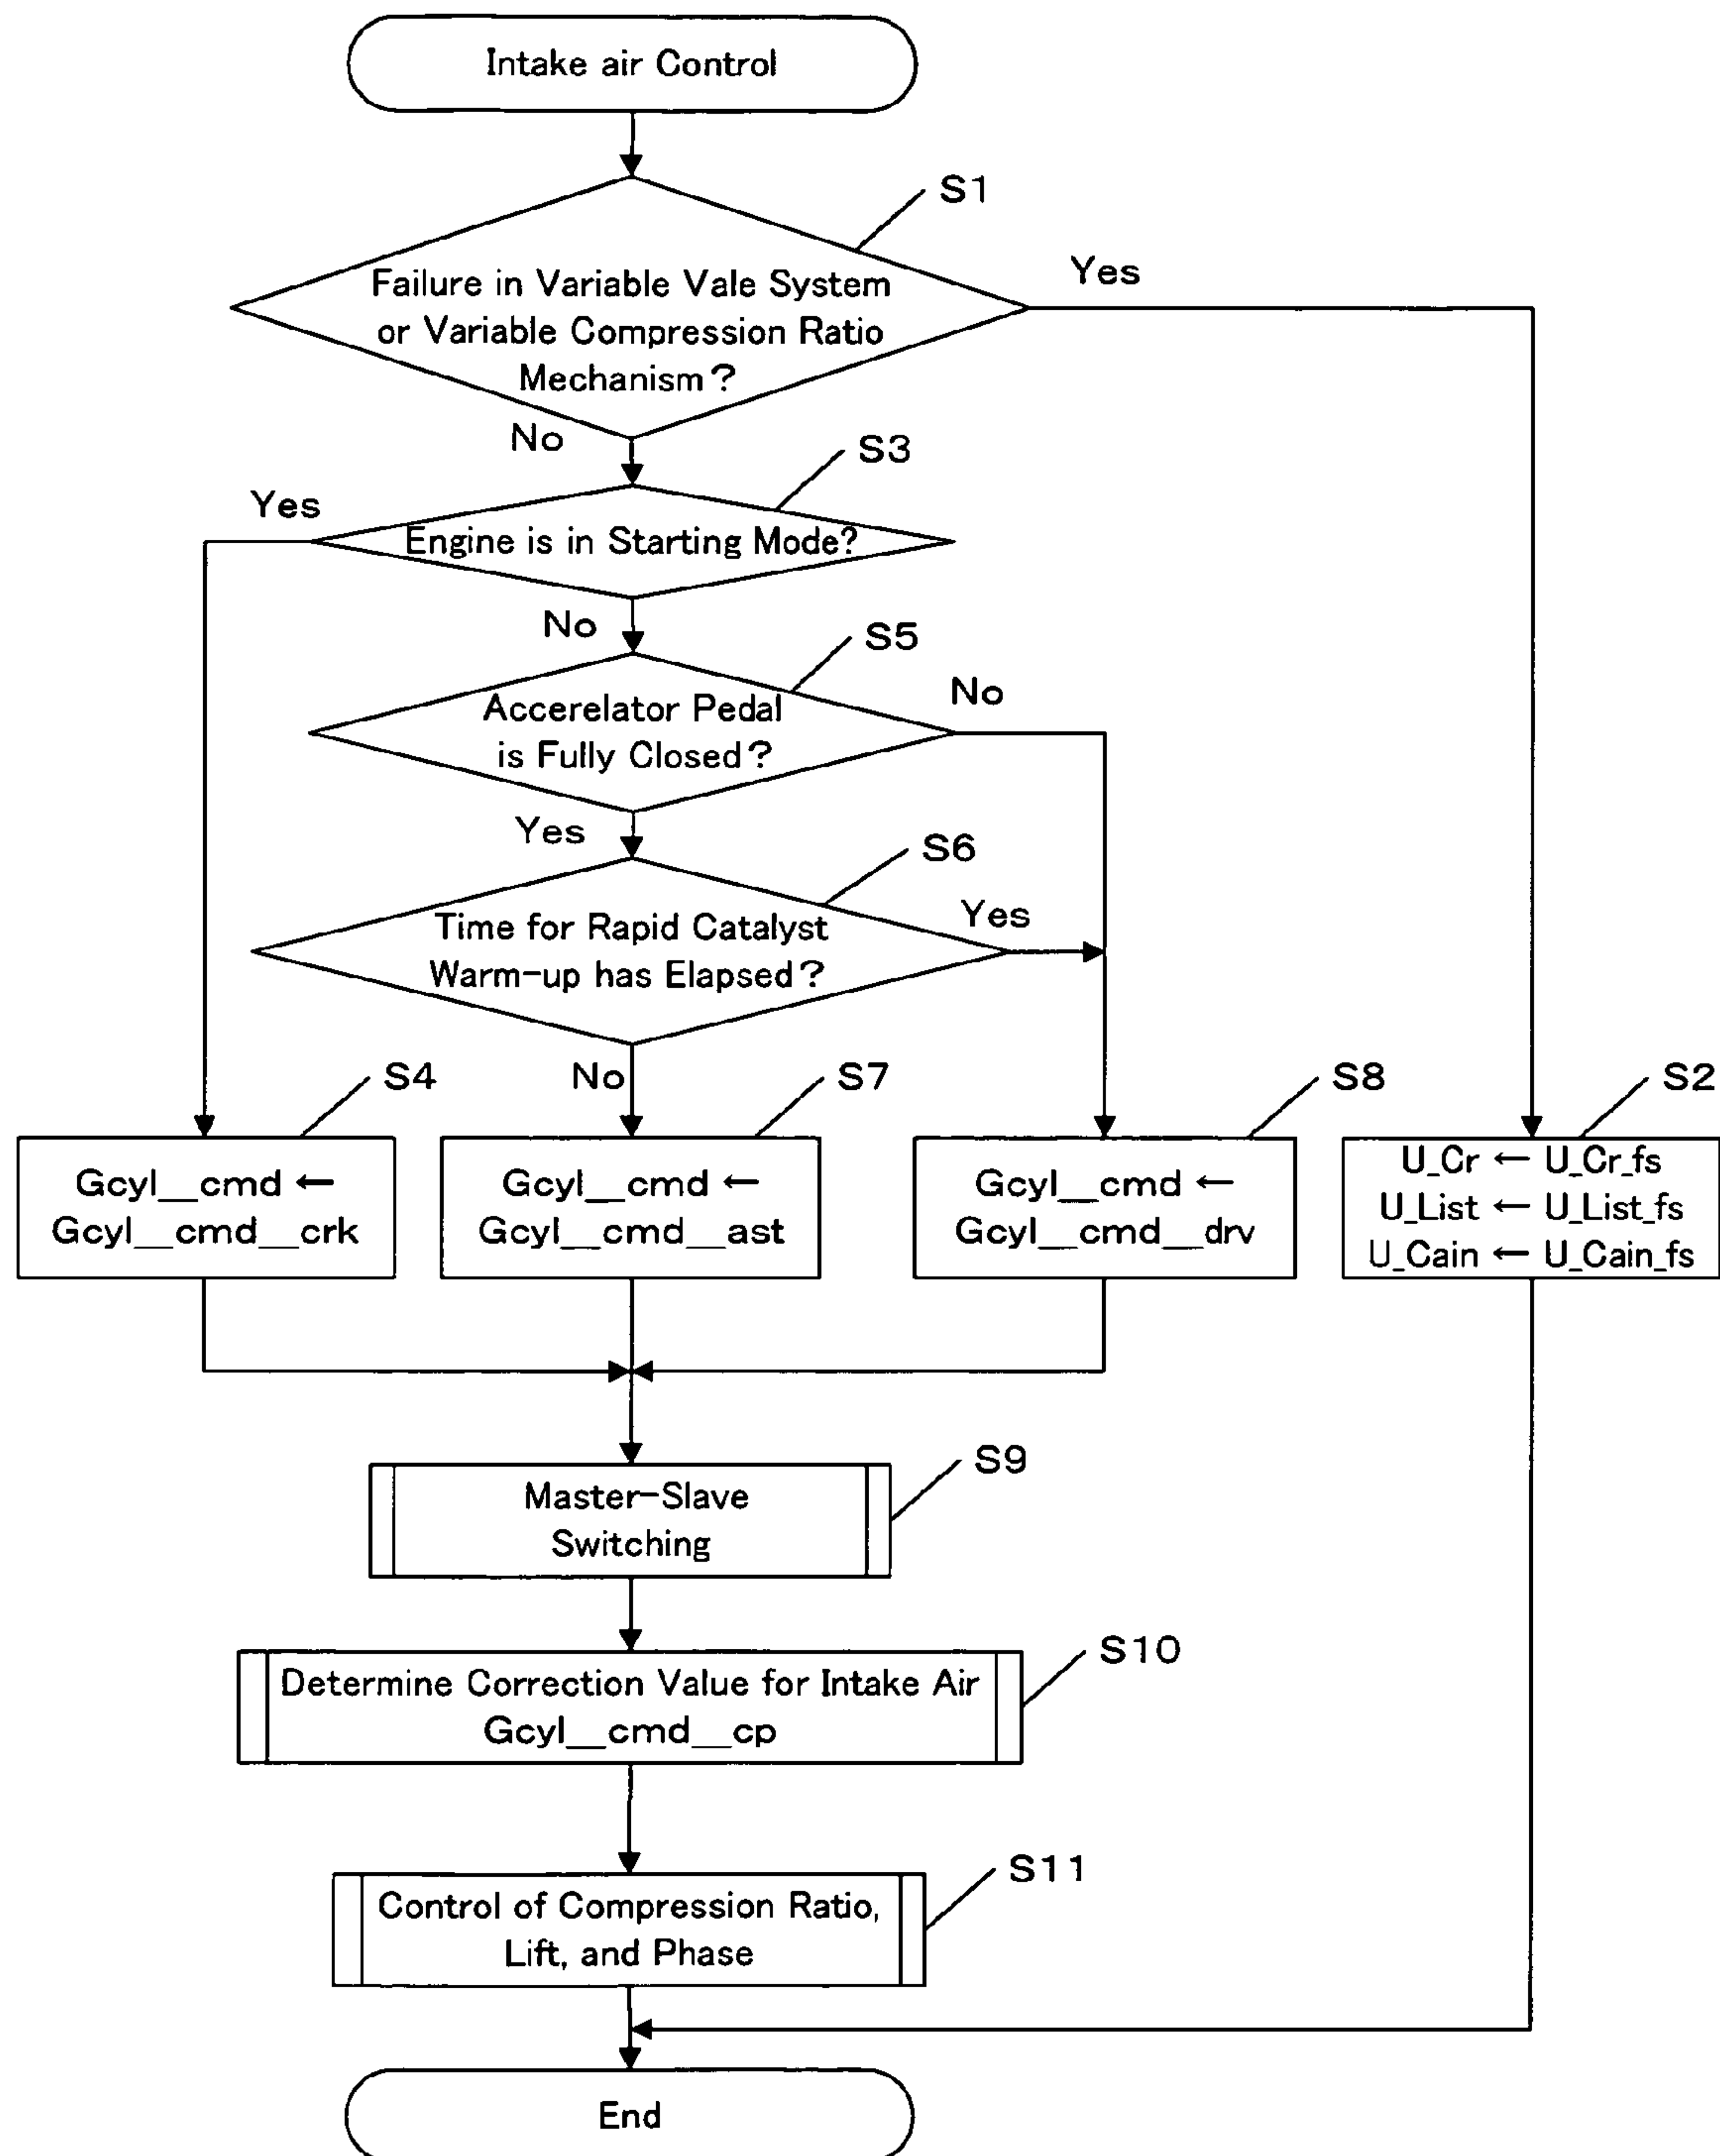 Intake air Control
S1
Failure in Variable Vale System
or Variable Compression Ratio
Mechanism?
Yes
No
S3
Yes
Engine is in Starting Mode?
No
S5
Accerelator Pedal
is Fully Closed?
No
Yes
S6
Time for Rapid Catalyst
Warm-up has Elapsed?
Yes
No
S4
Gcyl__cmd ←
Gcyl__cmd__crk
S7
Gcyl__cmd ←
Gcyl__cmd__ast
S8
Gcyl__cmd ←
Gcyl__cmd__drv
S2
U_Cr ← U_Cr_fs
U_List ← U_List_fs
U_Cain ← U_Cain_fs
S9
Master-Slave
Switching
S10
Determine Correction Value for Intake Air
Gcyl__cmd__cp
S11
Control of Compression Ratio,
Lift, and Phase
End